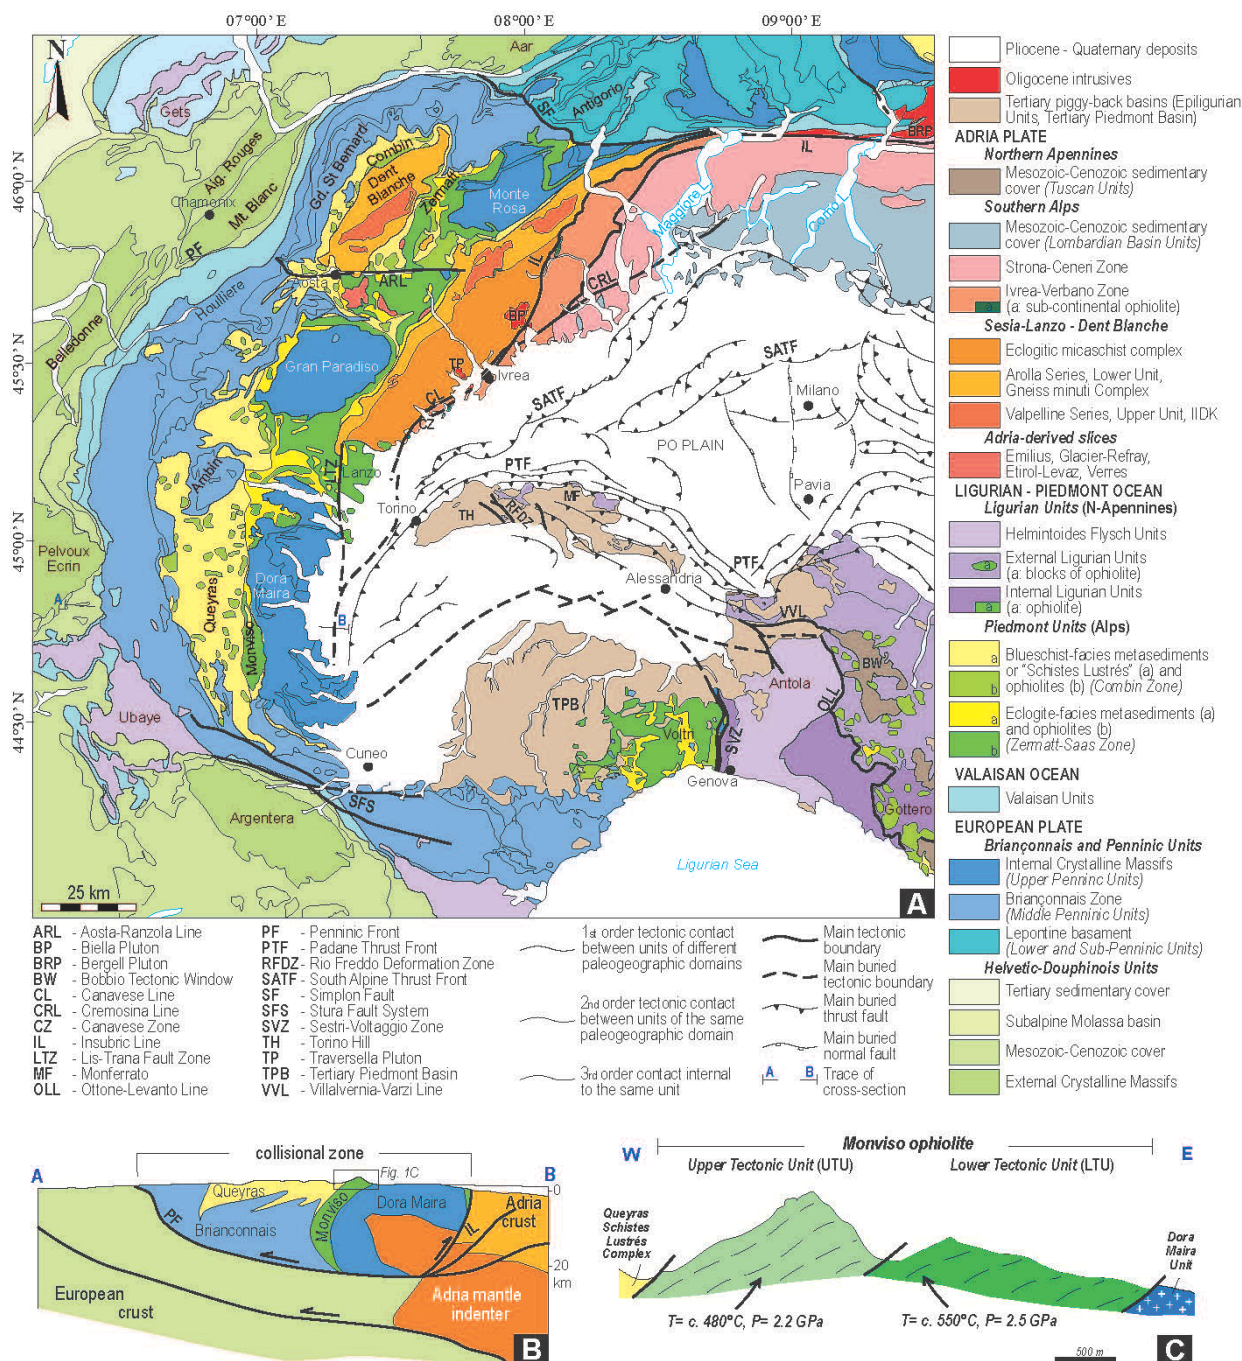 07°00’E
08°00’E
09°00’E
46°00’N
45°30’N
45°00’N
44°30’N
N
Aar
Gets
Antigorio
SF
BRP
IL
Gd. St Bernard
Combin
Dent
Blanche
Zermatt
Monte
Rosa
Aig. Rouges
Chamenix
Mt. Blanc
PF
Maggiore L.
Como L.
Houillere
Aosta
ARL
IL
CRL
BP
Belledonne
Gran Paradiso
TP
Ivrea
CL
CZ
SATF
SATF
Milano
PO PLAIN
Ambin
LTZ
Lanzo
PTF
Pavia
Torino
TH
RFDZ
MF
Pelvoux
Ecrin
PTF
A
Queyras
Dora
Maira
Alessandria
B
VVL
Monviso
BW
Antola
OLL
Ubaye
TPB
Voltri
SVZ
Cuneo
Genova
SFS
Gottero
Argentera
Ligurian Sea
25 km
A
Pliocene - Quaternary deposits
Oligocene intrusives
Tertiary piggy-back basins (Epiligurian
Units, Tertiary Piedmont Basin)
ADRIA PLATE
Northern Apennines
Mesozoic-Cenozoic sedimentary
cover (Tuscan Units)
Southern Alps
Mesozoic-Cenozoic sedimentary
cover (Lombardian Basin Units)
Strona-Ceneri Zone
Ivrea-Verbano Zone
a
(a: sub-continental ophiolite)
Sesia-Lanzo - Dent Blanche
Eclogitic micaschist complex
Arolla Series, Lower Unit,
Gneiss minuti Complex
Valpelline Series, Upper Unit, IIDK
Adria-derived slices
Emilius, Glacier-Refray,
Etirol-Levaz, Verres
LIGURIAN - PIEDMONT OCEAN
Ligurian Units (N-Apennines)
Helmintoides Flysch Units
External Ligurian Units
a
(a: blocks of ophiolite)
Internal Ligurian Units
a
(a: ophiolite)
Piedmont Units (Alps)
Blueschist-facies metasediments
a
or “Schistes Lustrés” (a) and
b
ophiolites (b) (Combin Zone)
Eclogite-facies metasediments (a)
a
and ophiolites (b)
b
(Zermatt-Saas Zone)
VALAISAN OCEAN
Valaisan Units
EUROPEAN PLATE
Briançonnais and Penninic Units
Internal Crystalline Massifs
(Upper Penninc Units)
Briançonnais Zone
(Middle Penninic Units)
Lepontine basament
(Lower and Sub-Penninic Units)
Helvetic-Douphinois Units
Tertiary sedimentary cover
Subalpine Molassa basin
Mesozoic-Cenozoic cover
External Crystalline Massifs
ARL - Aosta-Ranzola Line
BP - Biella Pluton
BRP - Bergell Pluton
BW - Bobbio Tectonic Window
CL - Canavese Line
CRL - Cremosina Line
CZ - Canavese Zone
IL - Insubric Line
LTZ - Lis-Trana Fault Zone
MF - Monferrato
OLL - Ottone-Levanto Line
PF - Penninic Front
PTF - Padane Thrust Front
RFDZ - Rio Freddo Deformation Zone
SATF - South Alpine Thrust Front
SF - Simplon Fault
SFS - Stura Fault System
SVZ - Sestri-Voltaggio Zone
TH - Torino Hill
TP - Traversella Pluton
TPB - Tertiary Piedmont Basin
VVL - Villalvernia-Varzi Line
1st order tectonic contact
between units of different
paleogeographic domains
2nd order tectonic contact
between units of the same
paleogeographic domain
3rd order contact internal
to the same unit
Main tectonic
boundary
Main buried
tectonic boundary
Main buried
thrust fault
Main buried
normal fault
A B Trace of
cross-section
collisional zone
A
Fig. 1C
B
Queyras
PF
Brianconnais
Monviso
Dora Maira
IL
Adria
crust
0
20
km
European
crust
Adria mantle
indenter
B
Monviso ophiolite
W
E
Upper Tectonic Unit (UTU)
Lower Tectonic Unit (LTU)
Queyras
Schistes
Lustrés
Complex
Dora
Maira
Unit
T= c. 480°C, P= 2.2 GPa
T= c. 550°C, P= 2.5 GPa
500 m
C